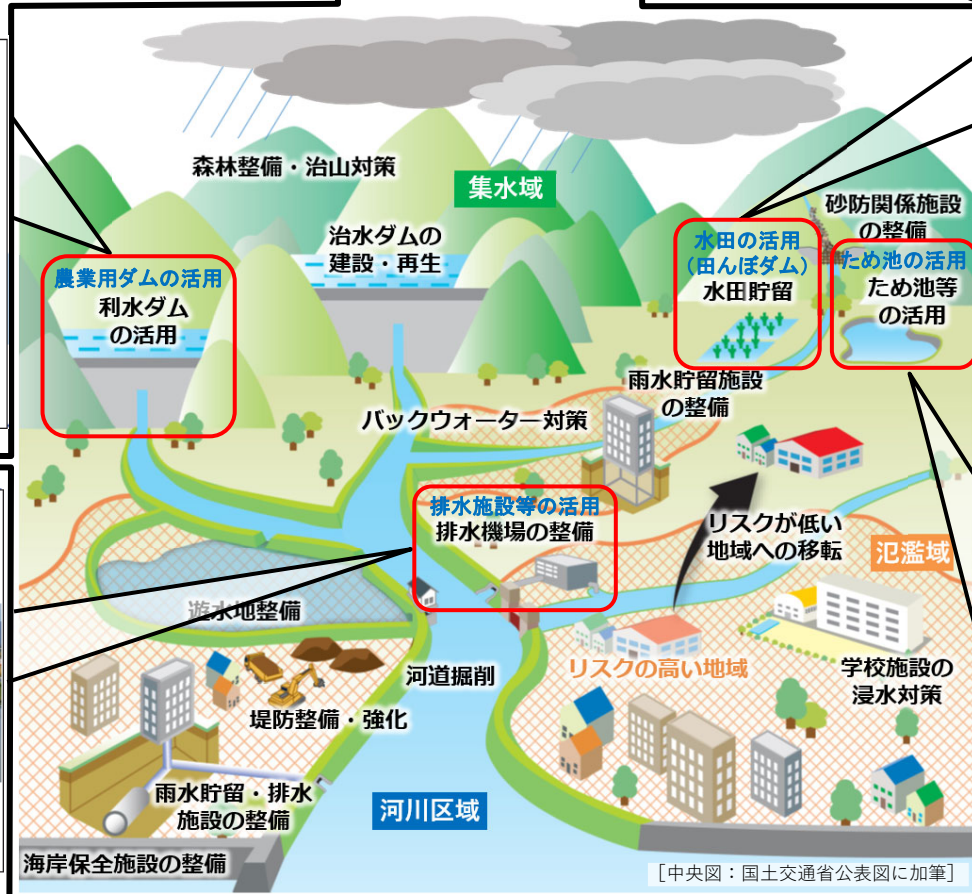 森林整備・治山対策
集水域
治水ダムの
建設・再生
砂防関係施設
の整備
農業用ダムの活用
利水ダム
の活用
水田の活用
（田んぼダム）
水田貯留
ため池の活用
ため池等
の活用
雨水貯留施設
の整備
バックウォーター対策
排水施設等の活用
排水機場の整備
リスクが低い
地域への移転
氾濫域
遊水地整備
河道掘削
リスクの高い地域
学校施設の
浸水対策
堤防整備・強化
雨水貯留・排水
施設の整備
河川区域
海岸保全施設の整備
［中央図：国土交通省公表図に加筆］